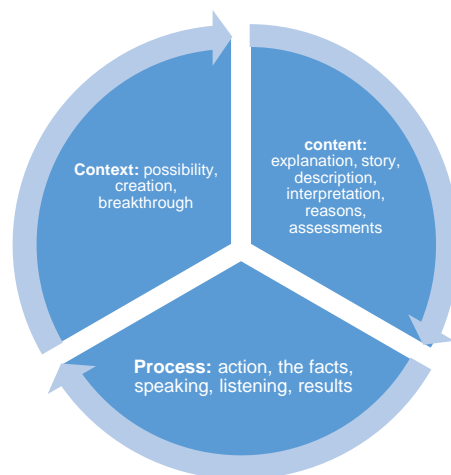 Context: possibility,
creation,
breakthrough
content:
explanation, story,
description,
interpretation,
reasons,
assessments
Process: action, the facts,
speaking, listening, results